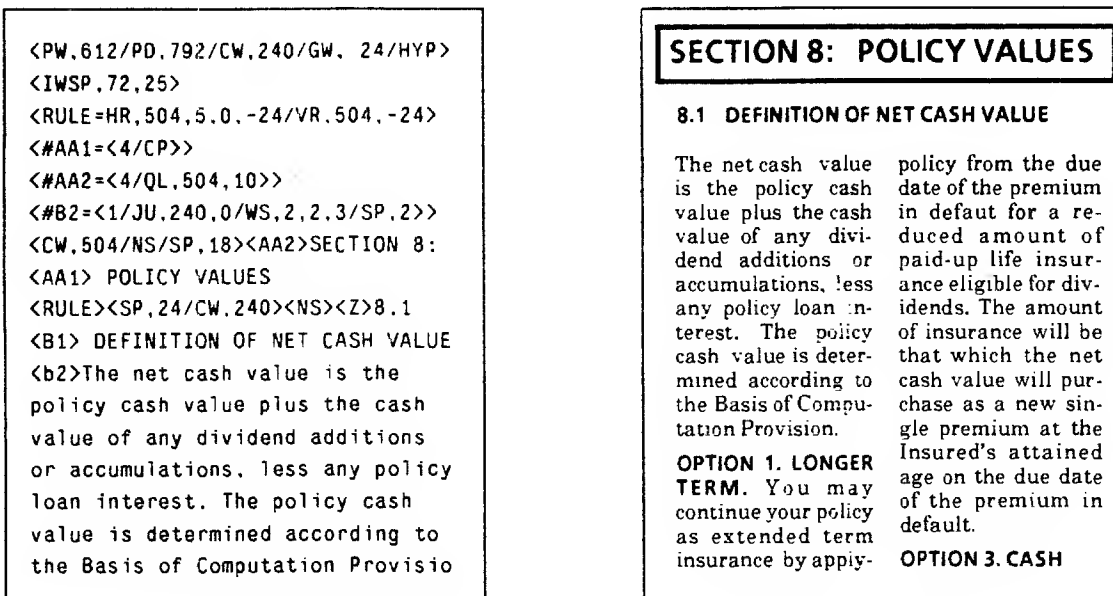 <PW,612/PD,792/CW,240/GW, 24/HYP>
<IWSP,72,25>
<RULE=HR,504,5.0,-24/VR,504,-24>
<#AA1=<4/CP>>
<#AA2=<4/QL,504,10>>
<#B2=<1/JU,240,0/WS,2,2,3/SP,2>>
<CW,504/NS/SP,18><AA2>SECTION 8:
<AA1> POLICY VALUES
<RULE><SP,24/CW,240><NS><Z>8.1
<B1> DEFINITION OF NET CASH VALUE
<b2>The net cash value is the
policy cash value plus the cash
value of any dividend additions
or accumulations, less any policy
loan interest. The policy cash
value is determined according to
the Basis of Computation Provisio
SECTION 8: POLICY VALUES
8.1 DEFINITION OF NET CASH VALUE
The net cash value
is the policy cash
value plus the cash
value of any divi-
dend additions or
accumulations, less
any policy loan in-
terest. The policy
cash value is deter-
mined according to
the Basis of Compu-
tation Provision.
OPTION 1. LONGER
TERM. You may
continue your policy
as extended term
insurance by apply-
policy from the due
date of the premium
in defaut for a re-
duced amount of
paid-up life insur-
ance eligible for div-
idends. The amount
of insurance will be
that which the net
cash value will pur-
chase as a new sin-
gle premium at the
Insured's attained
age on the due date
of the premium in
default.
OPTION 3. CASH